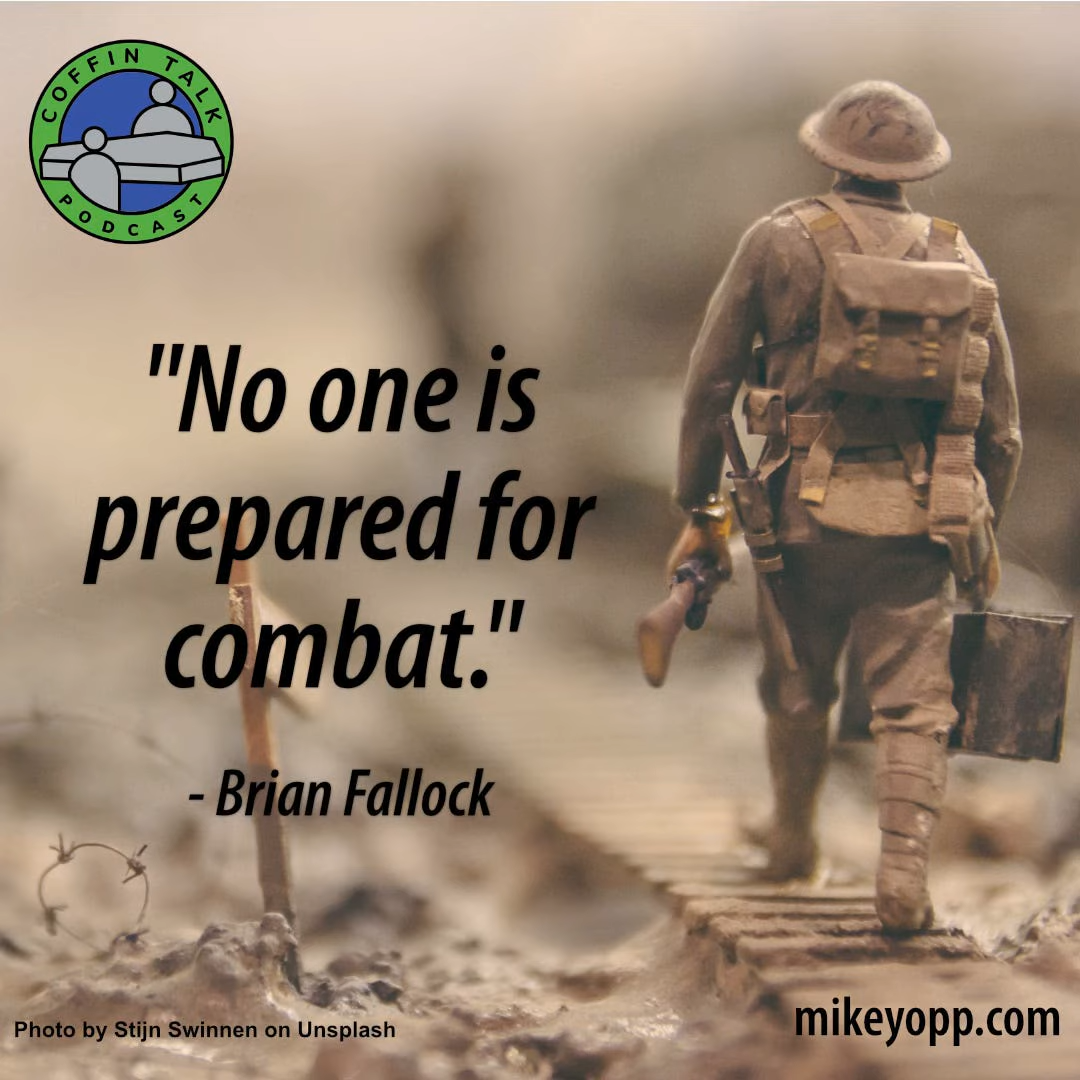 COFFIN TALK
PODCAST
"No one is
prepared for
combat."
- Brian Fallock
Photo by Stijn Swinnen on Unsplash
mikeyopp.com